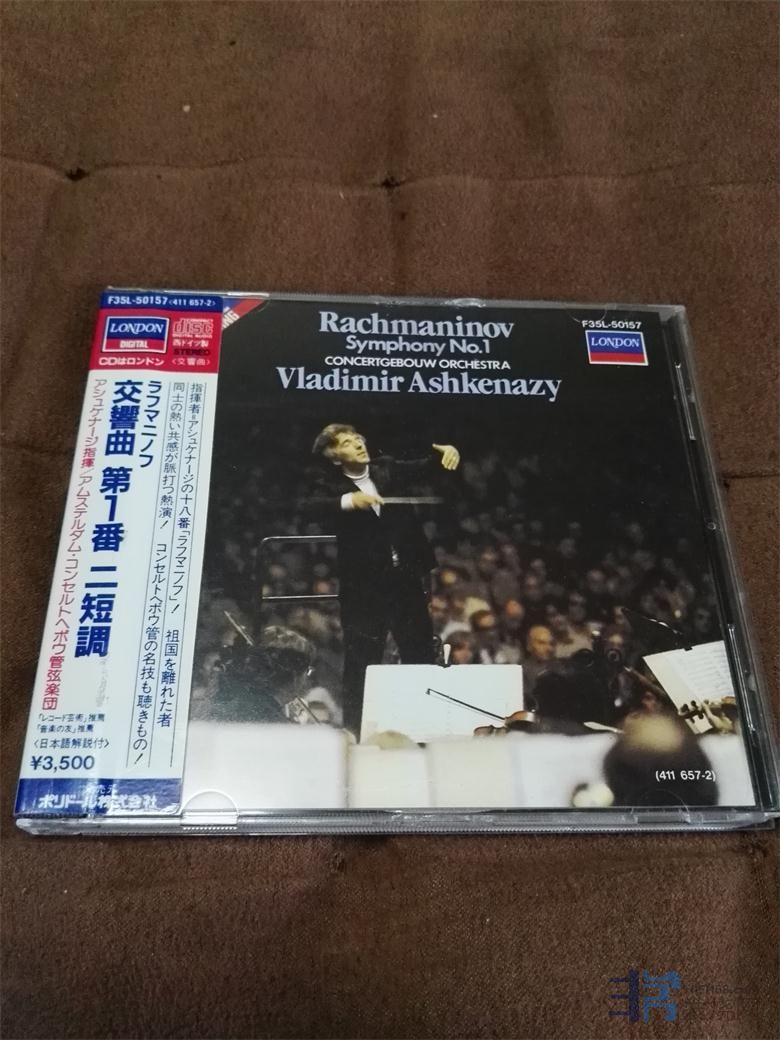 F35L-50157<411 657-2>
LONDON
DIGITAL
COMPACT
disc
DIGITAL AUDIO
西ドイツ製
STEREO
CDはロンドン
〈交響曲〉
ラフマニノフ
交響曲 第1番 ニ短調
アシュケナージ指揮/アムステルダム・コンセルトヘボウ管弦楽団
指揮者=アシュケナージの十八番「ラフマニノフ」! 祖国を離れた者
同士の熱い共感が脈打つ熱演! コンセルトヘボウ管の名技も聴きもの!
「レコード芸術」推薦
「音楽の友」推薦
〈日本語解説付〉
¥3,500
発売元
ポリドール株式会社
Rachmaninov
Symphony No.1
CONCERTGEBOUW ORCHESTRA
Vladimir Ashkenazy
F35L-50157
LONDON
(411 657-2)